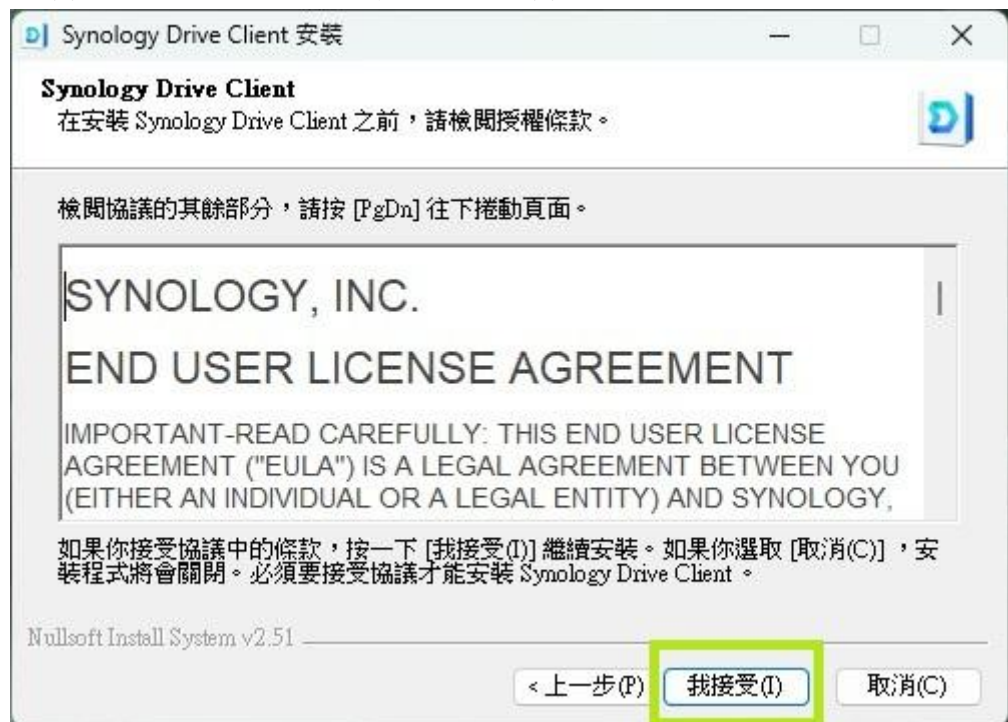 Synology Drive Client 安裝
Synology Drive Client
在安裝 Synology Drive Client 之前，請檢閱授權條款。
檢閱協議的其餘部分，請按 [PgDn] 往下捲動頁面。
SYNOLOGY, INC.
END USER LICENSE AGREEMENT
IMPORTANT-READ CAREFULLY: THIS END USER LICENSE
AGREEMENT ("EULA") IS A LEGAL AGREEMENT BETWEEN YOU
(EITHER AN INDIVIDUAL OR A LEGAL ENTITY) AND SYNOLOGY,
如果你接受協議中的條款，按一下 [我接受(I)] 繼續安裝。如果你選取 [取消(C)] ，安
裝程式將會關閉。必須要接受協議才能安裝 Synology Drive Client。
Nullsoft Install System v2.51
<上一步(P) 我接受(I) 取消(C)